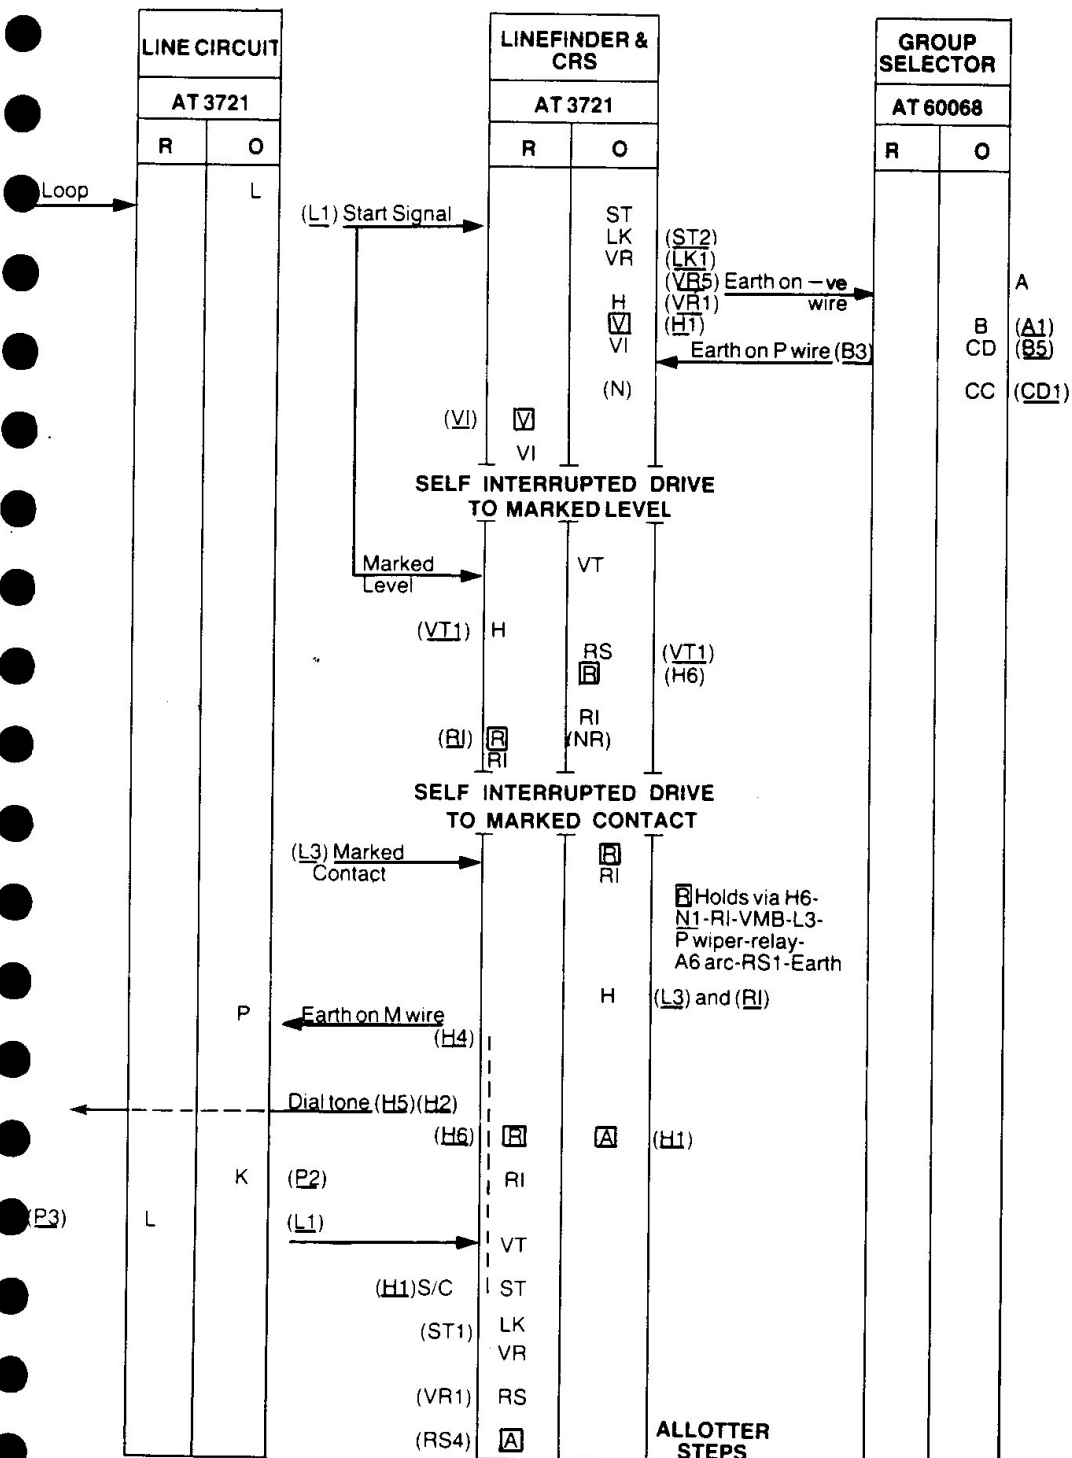 LINE CIRCUIT
AT 3721
R O
LINEFINDER &
CRS
AT 3721
R O
GROUP
SELECTOR
AT 60068
R O
Loop
L
(L1) Start Signal
ST
LK (ST2)
VR (LK1)
(VR5) Earth on –ve
wire
A
H (VR1)
V (H1)
B (A1)
VI
Earth on P wire (B3)
CD (B5)
(N)
CC (CD1)
(VI) V
VI
SELF INTERRUPTED DRIVE
TO MARKED LEVEL
Marked
Level
VT
(VT1) H
RS (VT1)
R (H6)
RI
(RI) R (NR)
RI
SELF INTERRUPTED DRIVE
TO MARKED CONTACT
(L3) Marked
Contact
R
RI
R Holds via H6-
N1-RI-VMB-L3-
P wiper-relay-
A6 arc-RS1-Earth
H (L3) and (RI)
P Earth on M wire
(H4)
Dial tone (H5)(H2)
(H6) R A (H1)
K (P2) RI
(P3) L (L1)
VT
(H1)S/C ST
(ST1) LK
VR
(VR1) RS
(RS4) A
ALLOTTER
STEPS